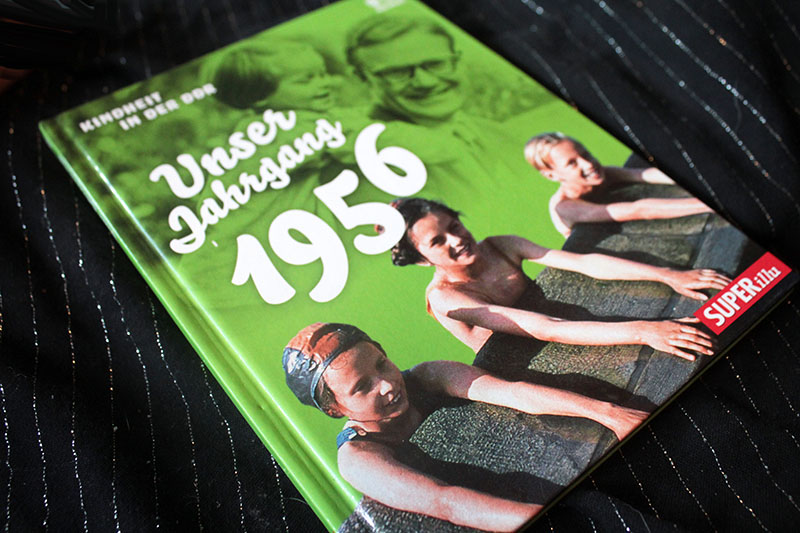 KINDHEIT
IN DER DDR
Unser
Jahrgang
1956
SUPERillu